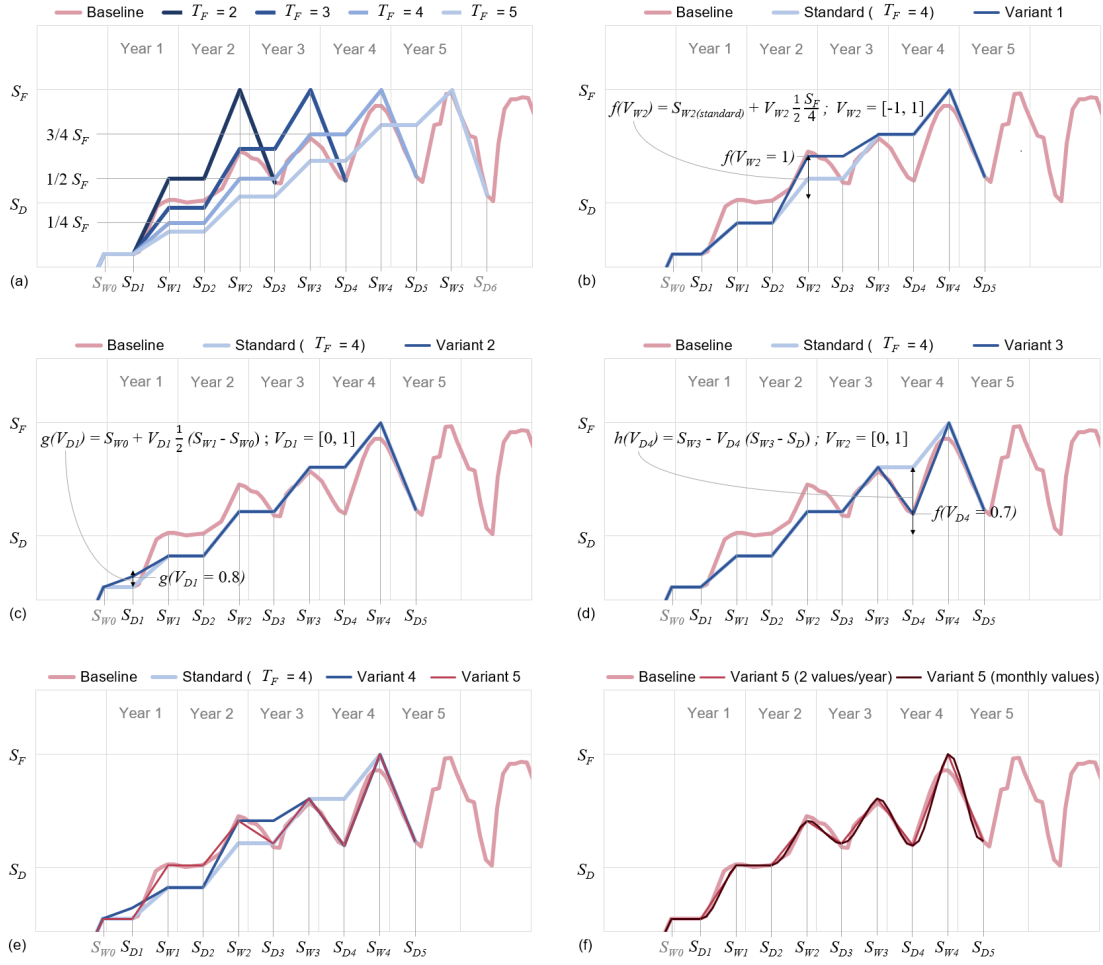 Baseline T_F = 2 T_F = 3 T_F = 4 T_F = 5
Year 1 Year 2 Year 3 Year 4 Year 5
S_F
3/4 S_F
1/2 S_F
S_D
1/4 S_F
(a)
S_W0 S_D1 S_W1 S_D2 S_W2 S_D3 S_W3 S_D4 S_W4 S_D5 S_W5 S_D6
Baseline Standard ( T_F = 4) Variant 1
Year 1 Year 2 Year 3 Year 4 Year 5
S_F
f(V_W2) = S_W2(standard) + V_W2 1/2 S_F/4 ; V_W2 = [-1, 1]
f(V_W2 = 1)
S_D
(b)
S_W0 S_D1 S_W1 S_D2 S_W2 S_D3 S_W3 S_D4 S_W4 S_D5
Baseline Standard ( T_F = 4) Variant 2
Year 1 Year 2 Year 3 Year 4 Year 5
S_F
g(V_D1) = S_W0 + V_D1 1/2 (S_W1 - S_W0) ; V_D1 = [0, 1]
S_D
g(V_D1 = 0.8)
(c)
S_W0 S_D1 S_W1 S_D2 S_W2 S_D3 S_W3 S_D4 S_W4 S_D5
Baseline Standard ( T_F = 4) Variant 3
Year 1 Year 2 Year 3 Year 4 Year 5
S_F
h(V_D4) = S_W3 - V_D4 (S_W3 - S_D) ; V_W2 = [0, 1]
f(V_D4 = 0.7)
S_D
(d)
S_W0 S_D1 S_W1 S_D2 S_W2 S_D3 S_W3 S_D4 S_W4 S_D5
Baseline Standard ( T_F = 4) Variant 4 Variant 5
Year 1 Year 2 Year 3 Year 4 Year 5
S_F
S_D
(e)
S_W0 S_D1 S_W1 S_D2 S_W2 S_D3 S_W3 S_D4 S_W4 S_D5
Baseline Variant 5 (2 values/year) Variant 5 (monthly values)
Year 1 Year 2 Year 3 Year 4 Year 5
S_F
S_D
(f)
S_W0 S_D1 S_W1 S_D2 S_W2 S_D3 S_W3 S_D4 S_W4 S_D5